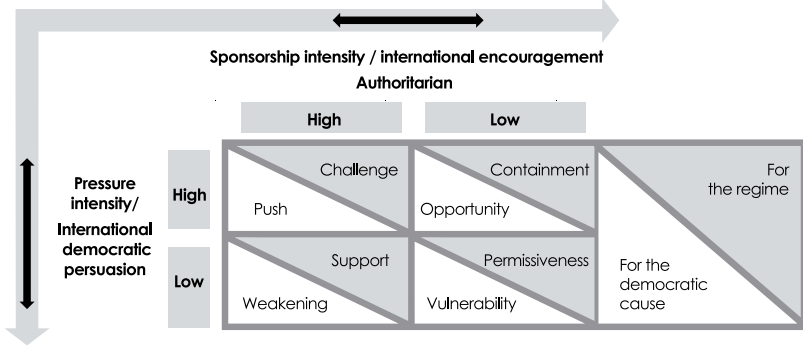 Sponsorship intensity / international encouragement
Authoritarian
High
Low
Pressure
intensity/
International
democratic
persuasion
High
Challenge
Push
Containment
Opportunity
For
the regime
Low
Support
Weakening
Permissiveness
Vulnerability
For the
democratic
cause